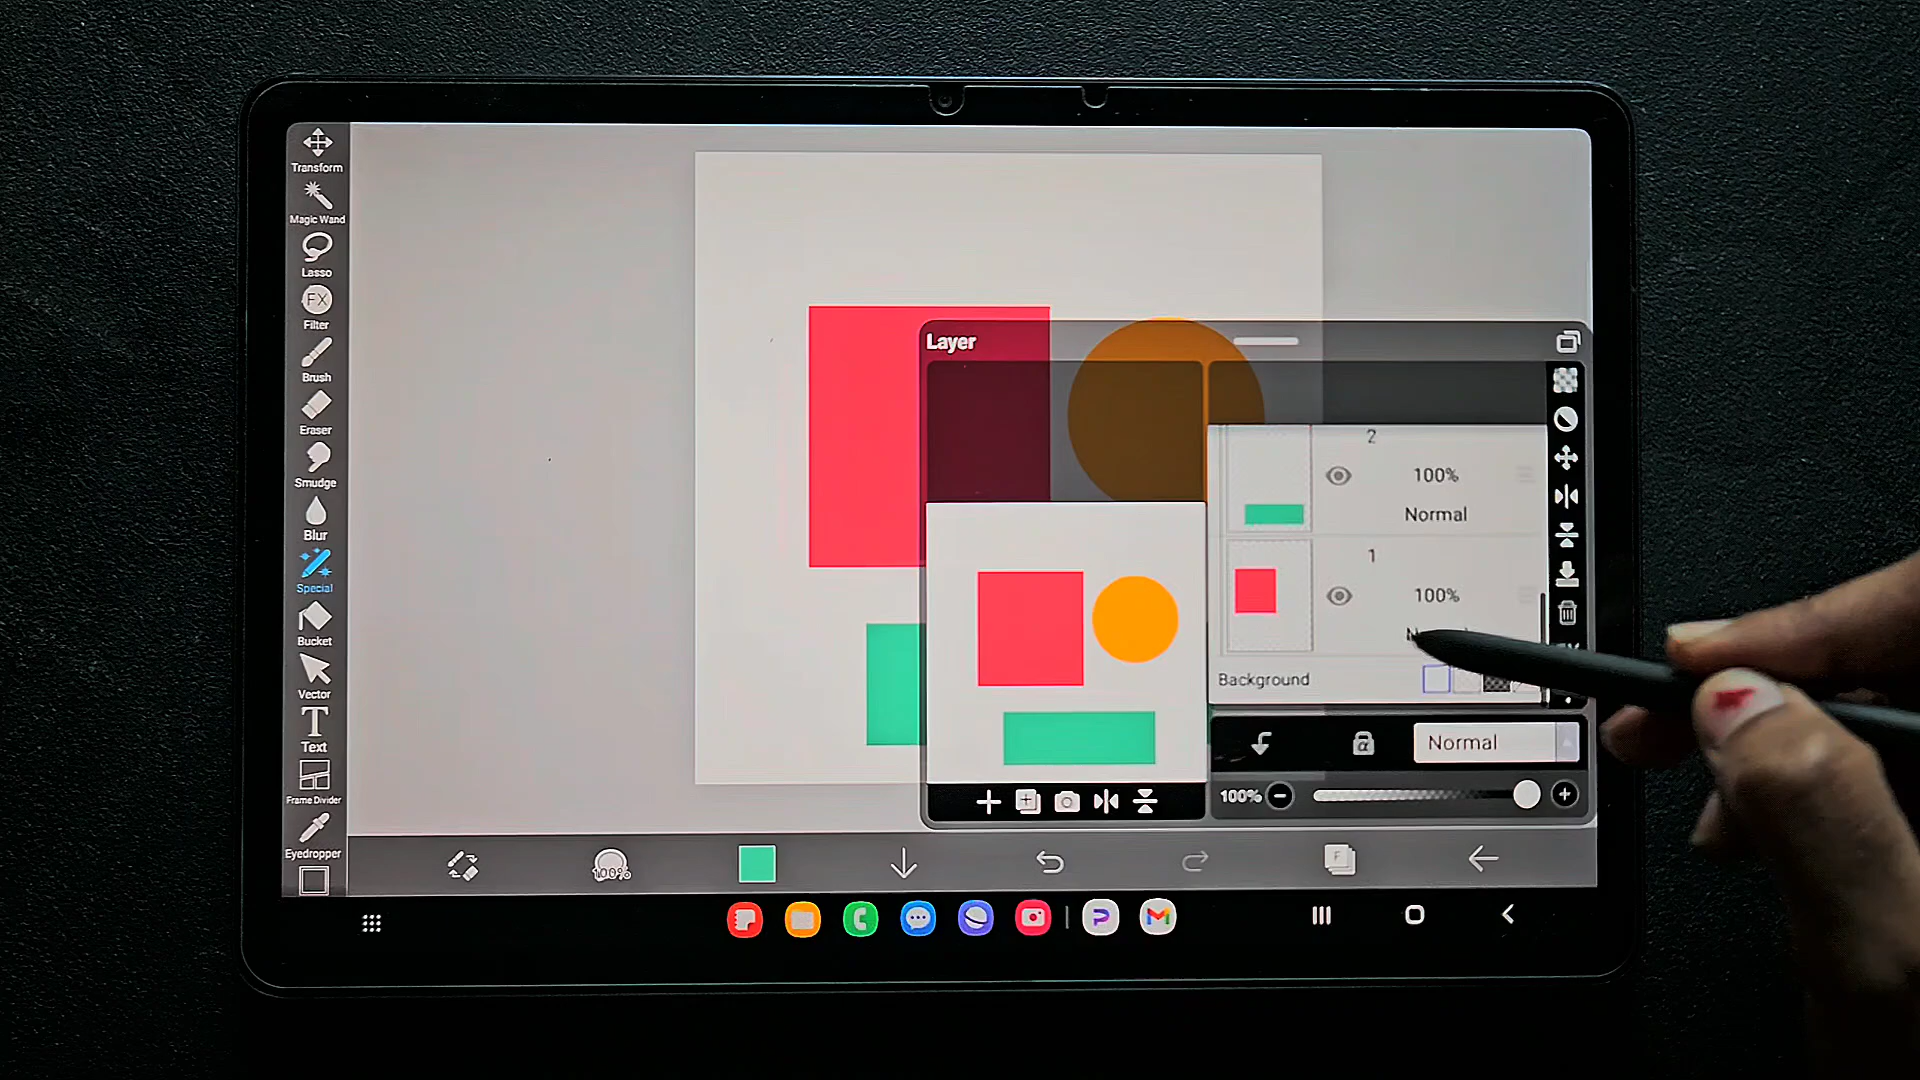 Transform
Magic Wand
Lasso
FX
Filter
Brush
Eraser
Smudge
Blur
Special
Bucket
Vector
T
Text
Frame Divider
Eyedropper
Layer
2
100%
Normal
1
100%
Background
α
Normal
100%
100%
F